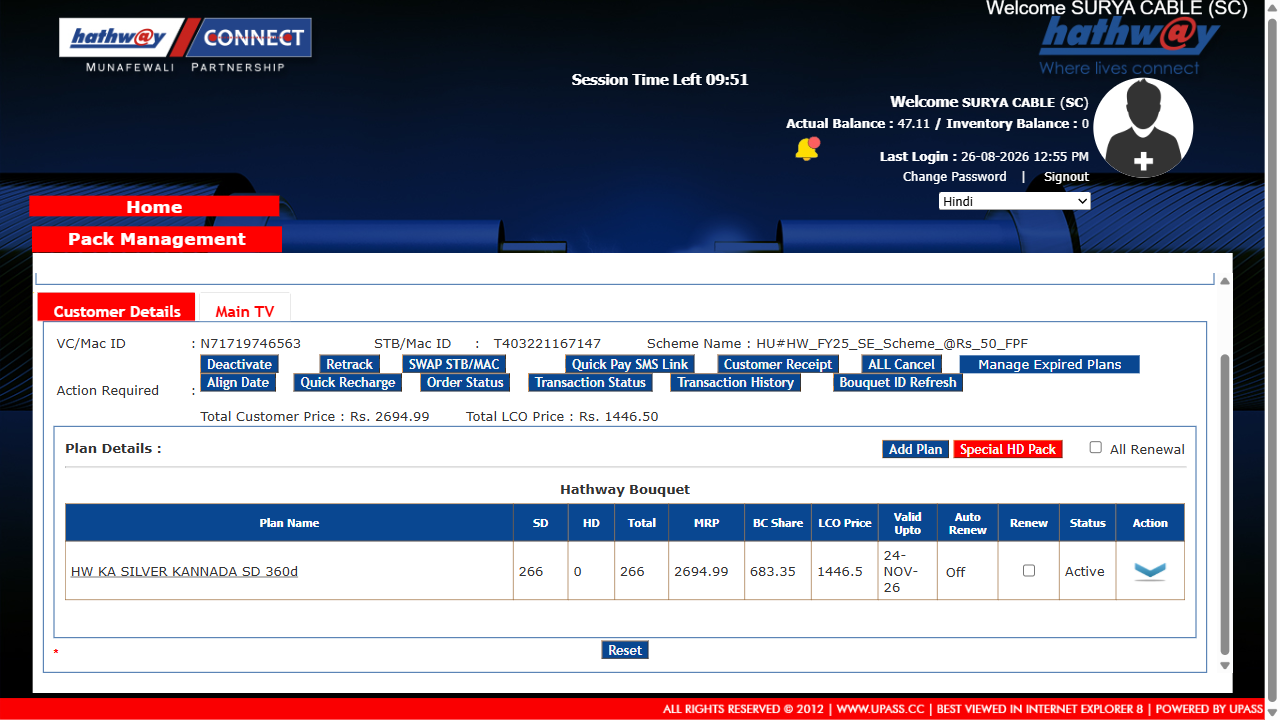 Welcome SURYA CABLE (SC)
hathw@y CONNECT
MUNAFEWALI PARTNERSHIP
hathw@y
Where lives connect
Session Time Left 09:51
Welcome SURYA CABLE (SC)
Actual Balance : 47.11 / Inventory Balance : 0
Last Login : 26-08-2026 12:55 PM
Change Password | Signout
Hindi
Home
Pack Management
Customer Details Main TV
VC/Mac ID : N71719746563 STB/Mac ID : T403221167147 Scheme Name : HU#HW_FY25_SE_Scheme_@Rs_50_FPF
Deactivate Retrack SWAP STB/MAC Quick Pay SMS Link Customer Receipt ALL Cancel Manage Expired Plans
Align Date Quick Recharge Order Status Transaction Status Transaction History Bouquet ID Refresh
Action Required :
Total Customer Price : Rs. 2694.99 Total LCO Price : Rs. 1446.50
Plan Details : Add Plan Special HD Pack All Renewal
Hathway Bouquet
Plan Name SD HD Total MRP BC Share LCO Price Valid Upto Auto Renew Renew Status Action
HW KA SILVER KANNADA SD 360d 266 0 266 2694.99 683.35 1446.5 24-NOV-26 Off Active
* Reset
ALL RIGHTS RESERVED © 2012 | WWW.UPASS.CC | BEST VIEWED IN INTERNET EXPLORER 8 | POWERED BY UPASS